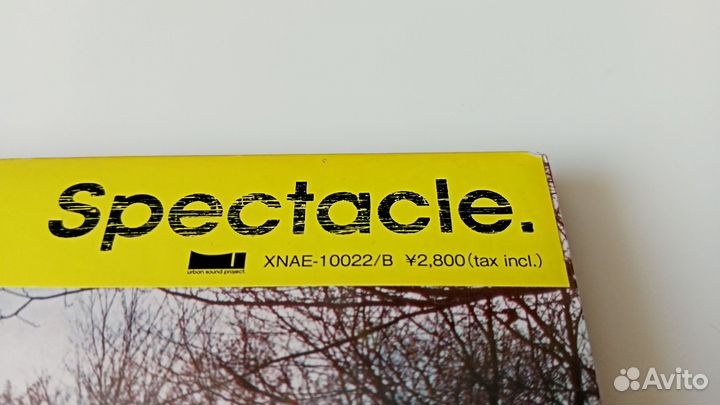 Spectacle.
urban sound project.
XNAE-10022/B ¥2,800(tax incl.)
Avito